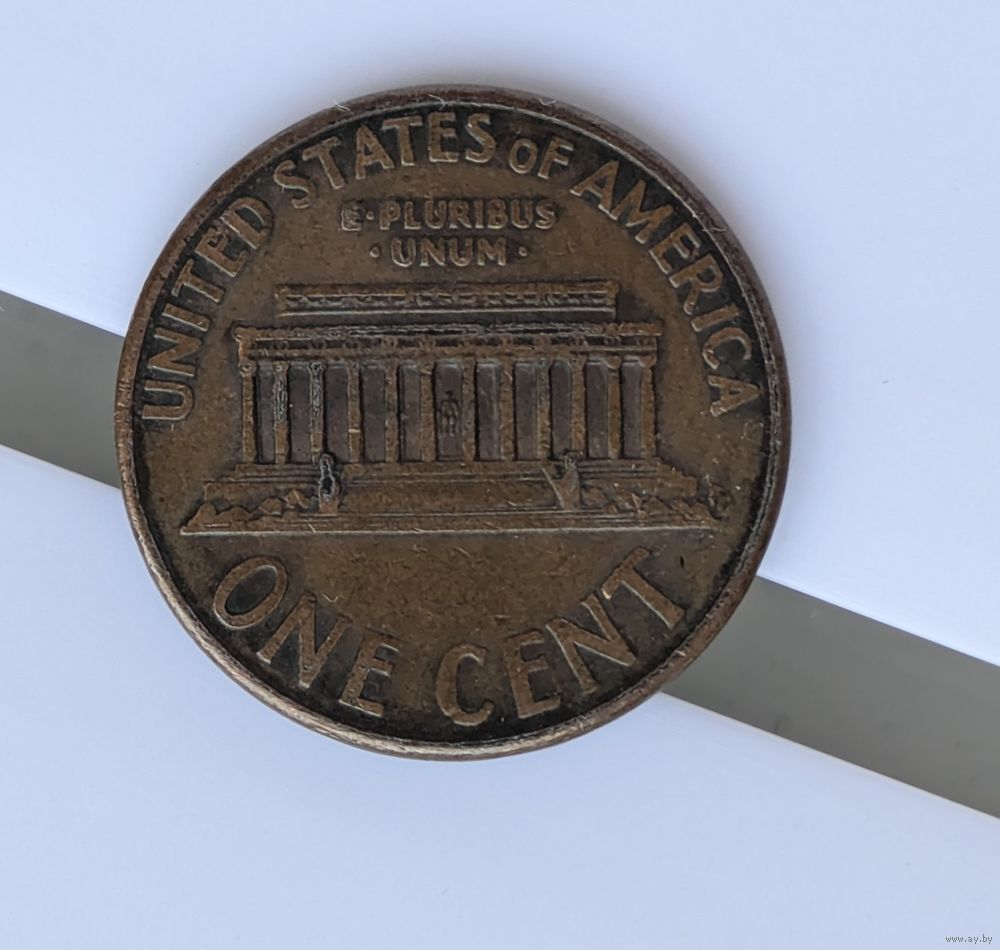 UNITED STATES OF AMERICA
E·PLURIBUS
·UNUM·
ONE CENT
www.ay.by